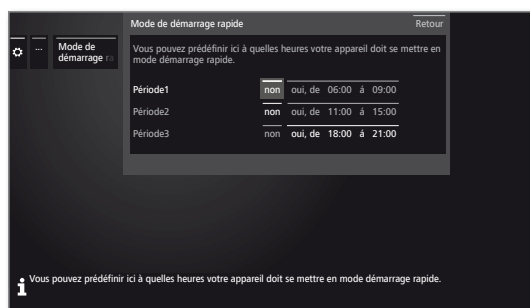 Mode de démarrage rapide
Retour
...
Mode de
démarrage ra
Vous pouvez prédéfinir ici à quelles heures votre appareil doit se mettre en
mode démarrage rapide.
Période1 non oui, de 06:00 á 09:00
Période2 non oui, de 11:00 á 15:00
Période3 non oui, de 18:00 á 21:00
Vous pouvez prédéfinir ici à quelles heures votre appareil doit se mettre en mode démarrage rapide.